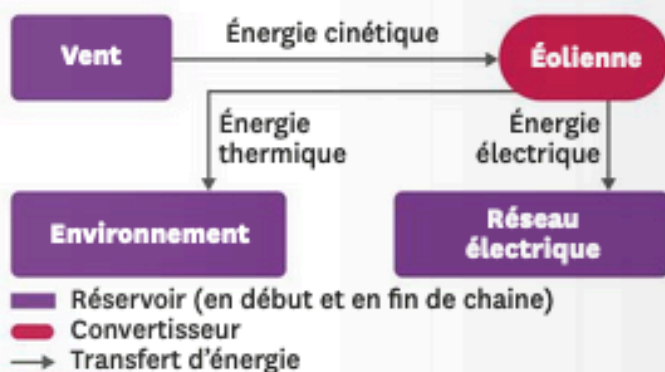 Vent
Énergie cinétique
Éolienne
Énergie
thermique
Énergie
électrique
Environnement
Réseau
électrique
Réservoir (en début et en fin de chaine)
Convertisseur
Transfert d'énergie